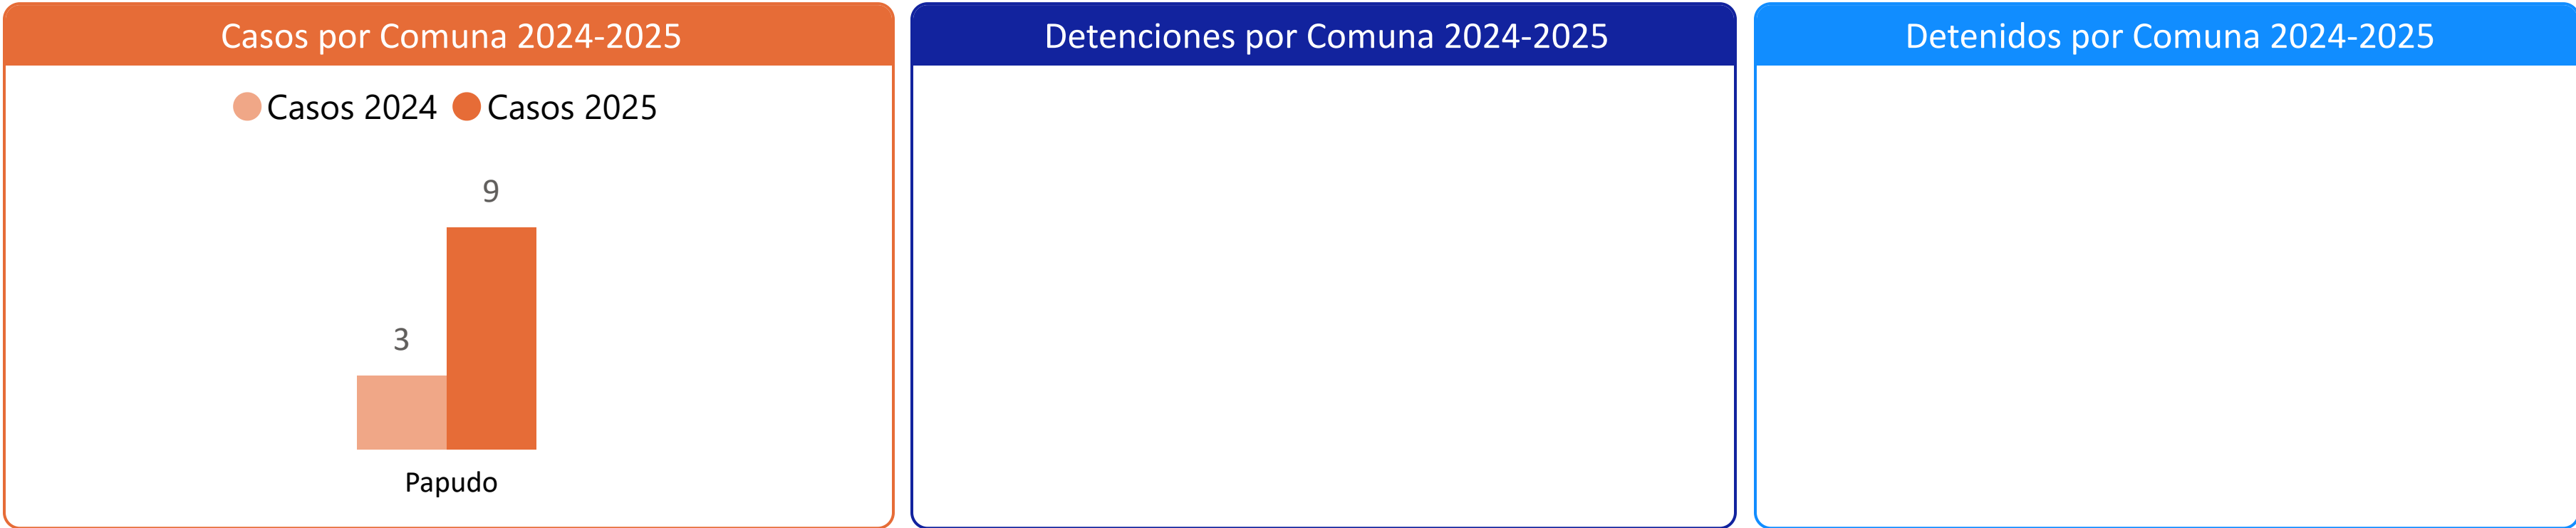 Casos por Comuna 2024-2025
Casos 2024 Casos 2025
9
3
Papudo
Detenciones por Comuna 2024-2025
Detenidos por Comuna 2024-2025